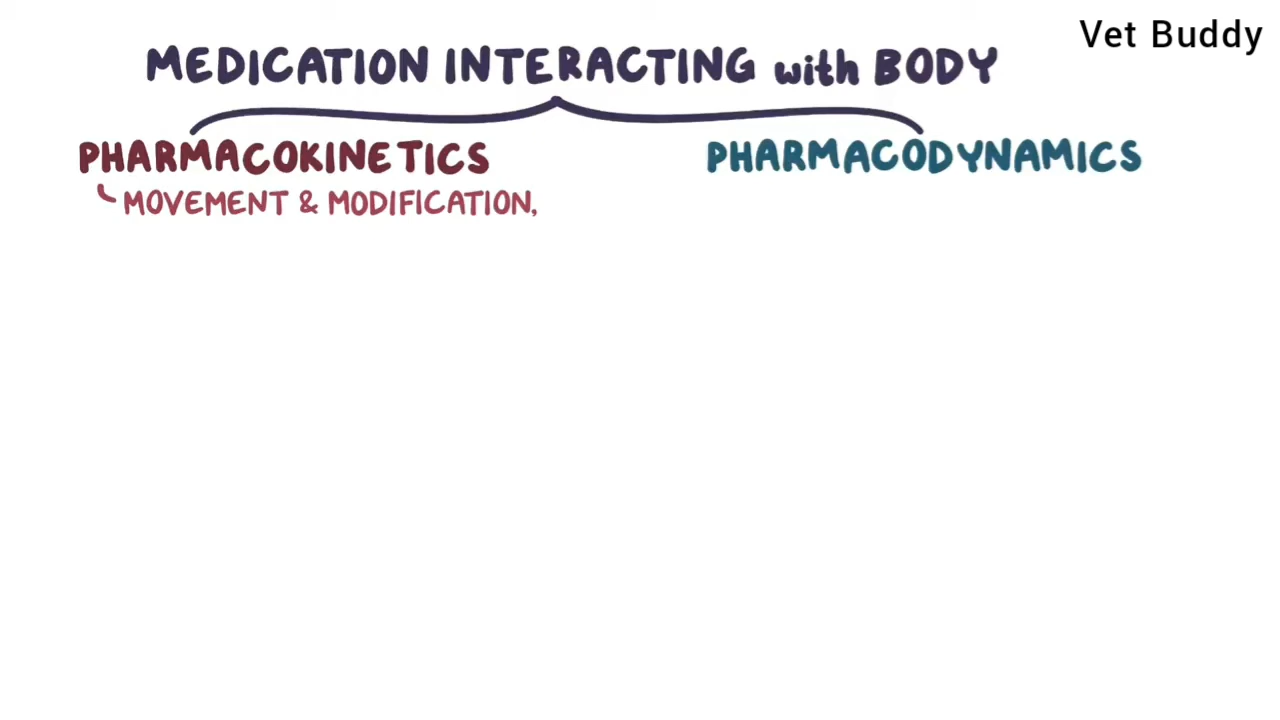 Vet Buddy
MEDICATION INTERACTING with BODY
PHARMACOKINETICS PHARMACODYNAMICS
MOVEMENT & MODIFICATION,